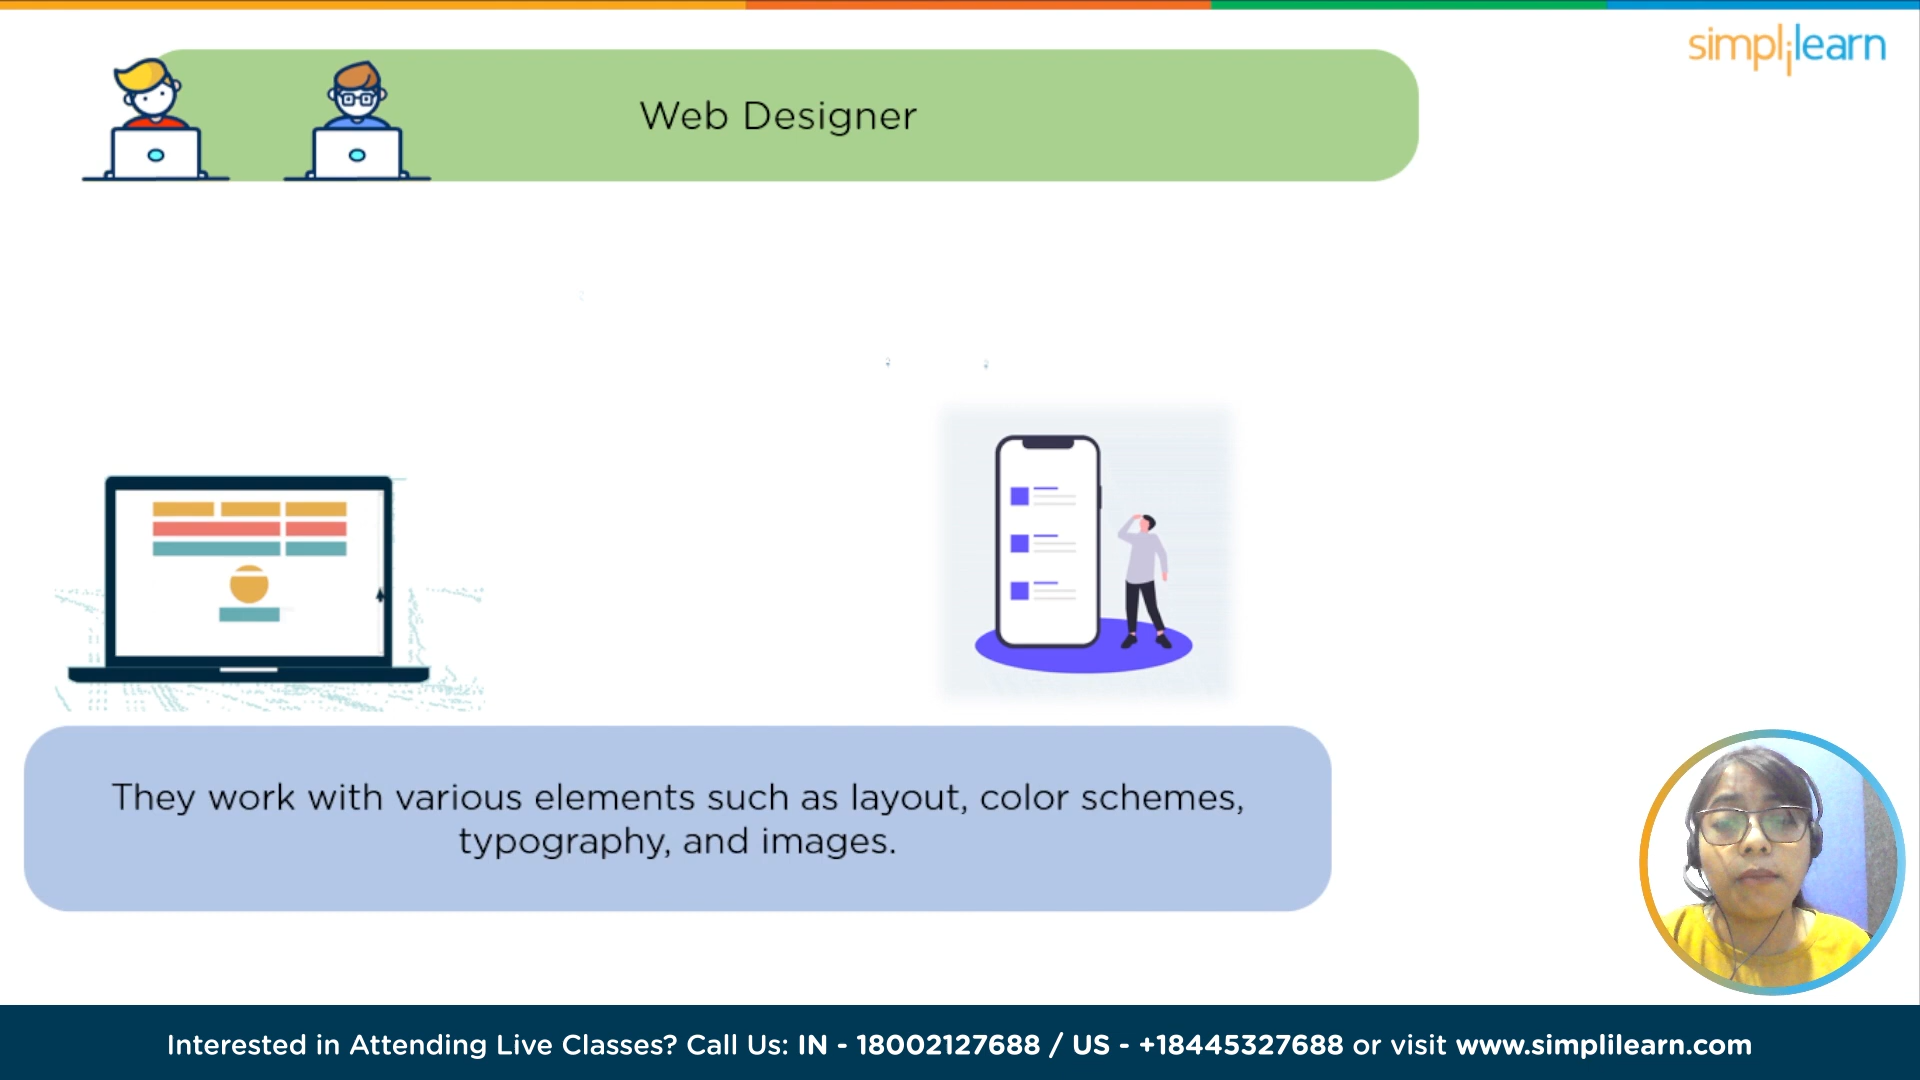 simplilearn
Web Designer
They work with various elements such as layout, color schemes,
typography, and images.
Interested in Attending Live Classes? Call Us: IN - 18002127688 / US - +18445327688 or visit www.simplilearn.com